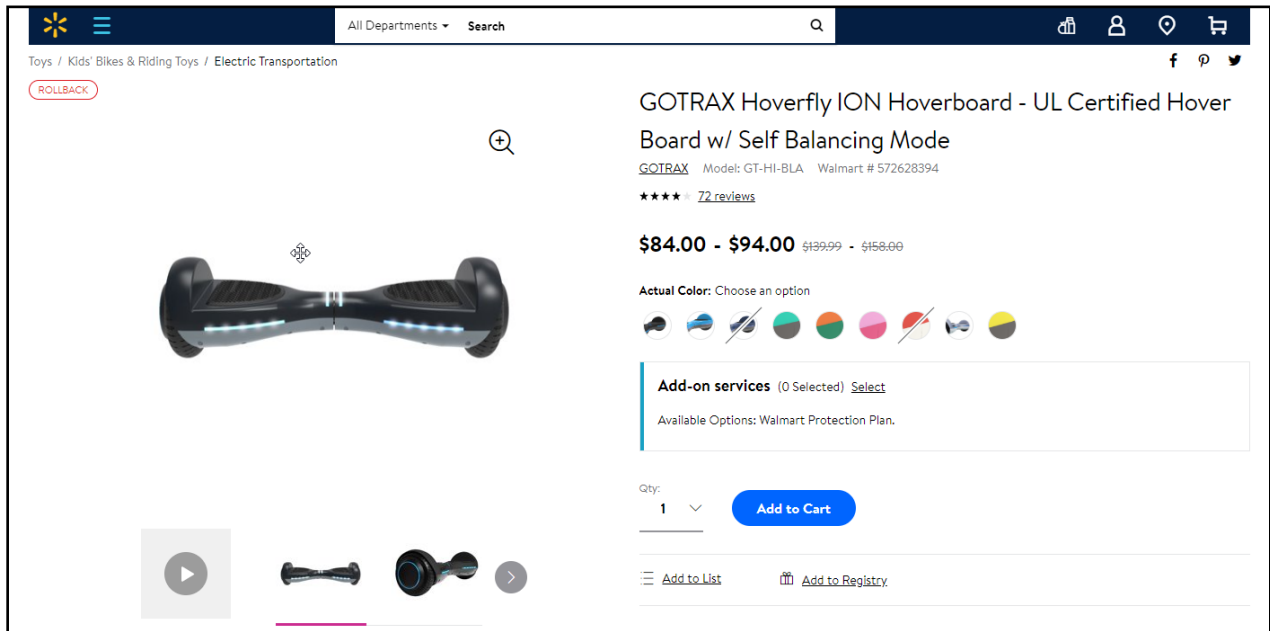 All Departments
Search
Toys / Kids' Bikes & Riding Toys / Electric Transportation
ROLLBACK
GOTRAX Hoverfly ION Hoverboard - UL Certified Hover
Board w/ Self Balancing Mode
GOTRAX Model: GT-HI-BLA Walmart # 572628394
72 reviews
$84.00 - $94.00 $139.99 - $158.00
Actual Color: Choose an option
Add-on services (0 Selected) Select
Available Options: Walmart Protection Plan.
Qty:
1
Add to Cart
Add to List
Add to Registry